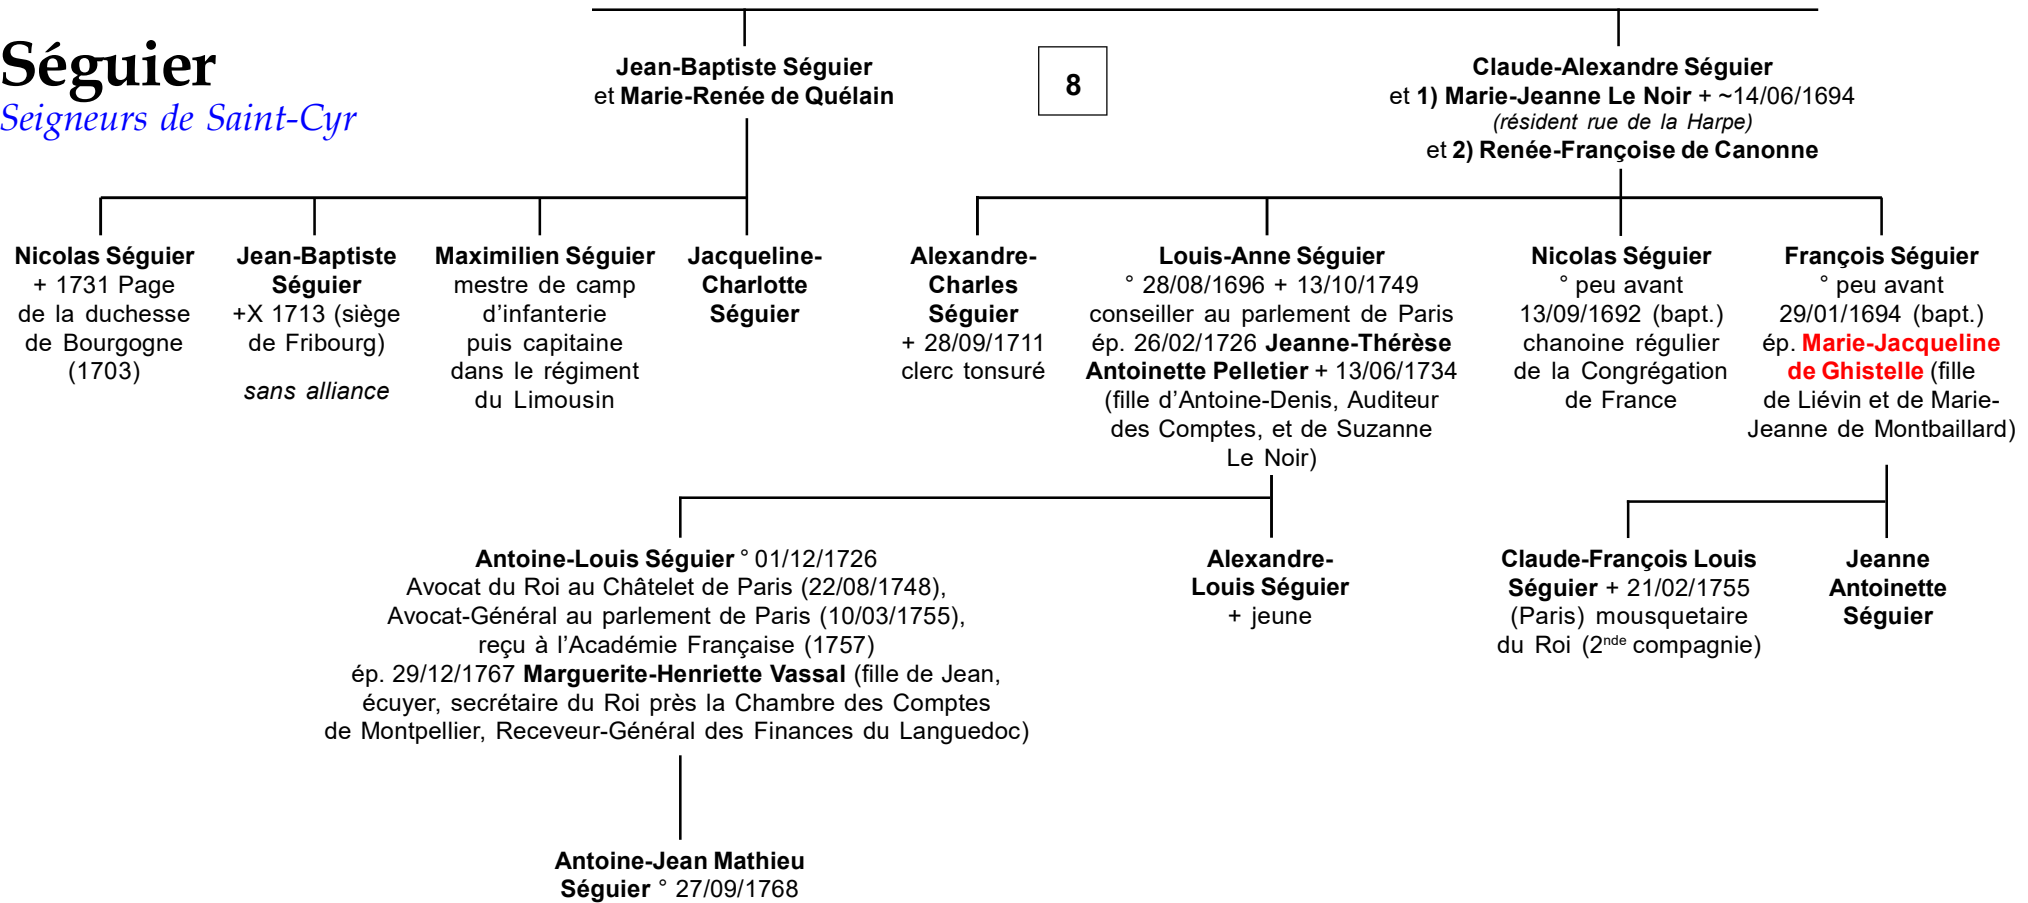 Séguier
Seigneurs de Saint-Cyr
Jean-Baptiste Séguier
et Marie-Renée de Quélain
8
Claude-Alexandre Séguier
et 1) Marie-Jeanne Le Noir + ~14/06/1694
(résident rue de la Harpe)
et 2) Renée-Françoise de Canonne
Nicolas Séguier
+ 1731 Page
de la duchesse
de Bourgogne
(1703)
Jean-Baptiste
Séguier
+X 1713 (siège
de Fribourg)
sans alliance
Maximilien Séguier
mestre de camp
d'infanterie
puis capitaine
dans le régiment
du Limousin
Jacqueline-
Charlotte
Séguier
Alexandre-
Charles
Séguier
+ 28/09/1711
clerc tonsuré
Louis-Anne Séguier
° 28/08/1696 + 13/10/1749
conseiller au parlement de Paris
ép. 26/02/1726 Jeanne-Thérèse
Antoinette Pelletier + 13/06/1734
(fille d'Antoine-Denis, Auditeur
des Comptes, et de Suzanne
Le Noir)
Nicolas Séguier
° peu avant
13/09/1692 (bapt.)
chanoine régulier
de la Congrégation
de France
François Séguier
° peu avant
29/01/1694 (bapt.)
ép. Marie-Jacqueline
de Ghistelle (fille
de Liévin et de Marie-
Jeanne de Montbaillard)
Antoine-Louis Séguier ° 01/12/1726
Avocat du Roi au Châtelet de Paris (22/08/1748),
Avocat-Général au parlement de Paris (10/03/1755),
reçu à l'Académie Française (1757)
ép. 29/12/1767 Marguerite-Henriette Vassal (fille de Jean,
écuyer, secrétaire du Roi près la Chambre des Comptes
de Montpellier, Receveur-Général des Finances du Languedoc)
Alexandre-
Louis Séguier
+ jeune
Claude-François Louis
Séguier + 21/02/1755
(Paris) mousquetaire
du Roi (2nde compagnie)
Jeanne
Antoinette
Séguier
Antoine-Jean Mathieu
Séguier ° 27/09/1768